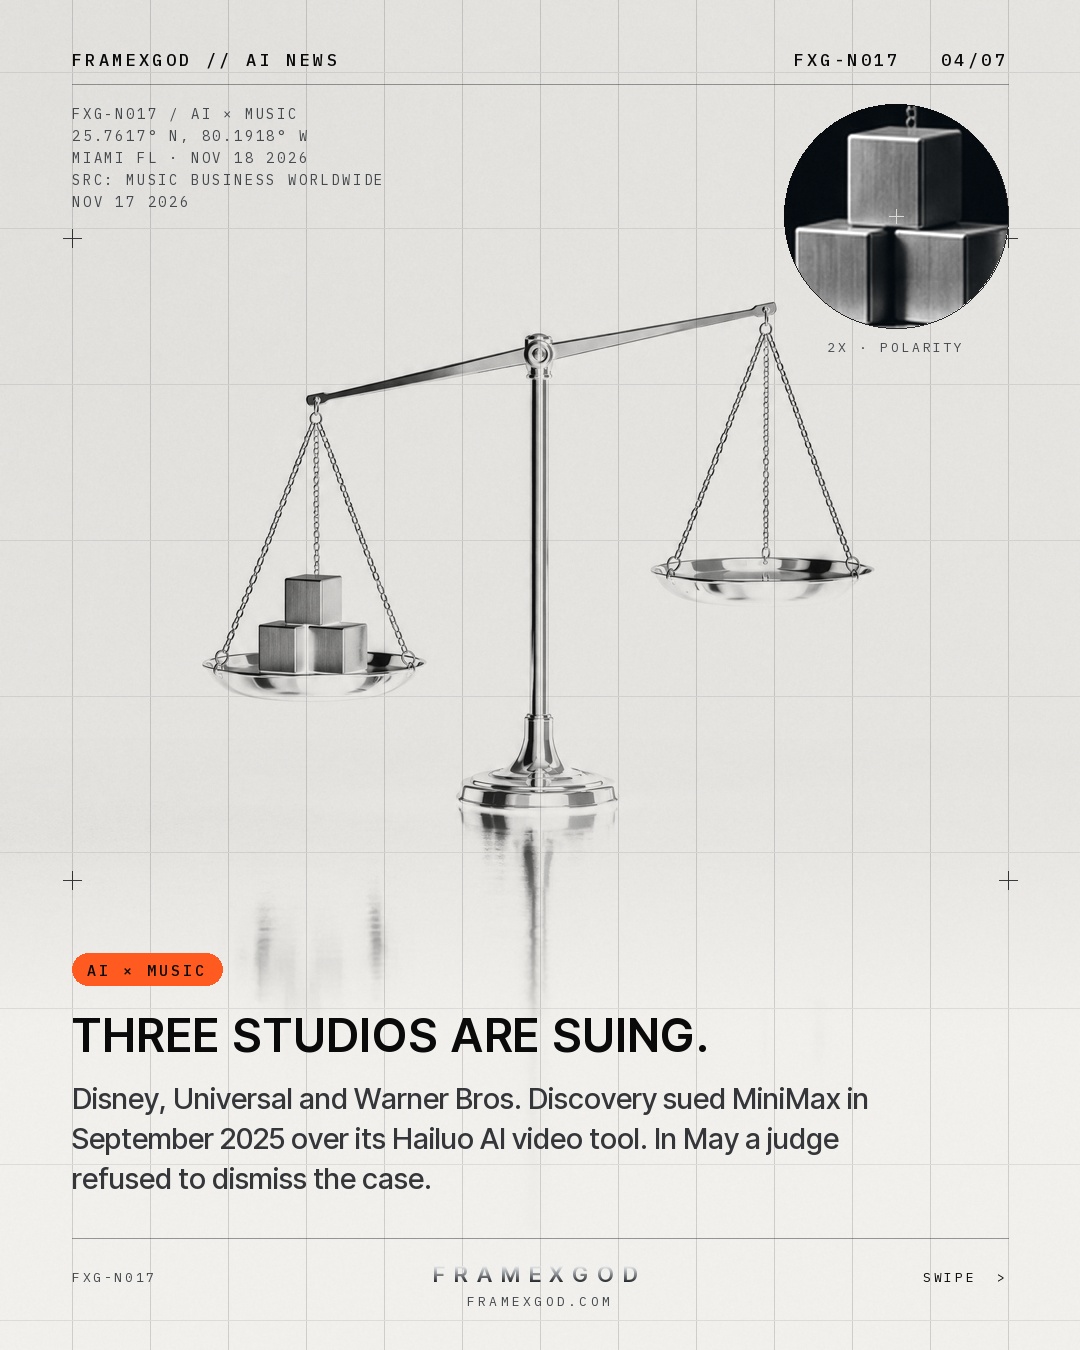 FRAMEXGOD // AI NEWS
FXG-N017 04/07
FXG-N017 / AI × MUSIC
25.7617° N, 80.1918° W
MIAMI FL · NOV 18 2026
SRC: MUSIC BUSINESS WORLDWIDE
NOV 17 2026
2X · POLARITY
AI × MUSIC
THREE STUDIOS ARE SUING.
Disney, Universal and Warner Bros. Discovery sued MiniMax in
September 2025 over its Hailuo AI video tool. In May a judge
refused to dismiss the case.
FXG-N017
FRAMEXGOD
FRAMEXGOD.COM
SWIPE >